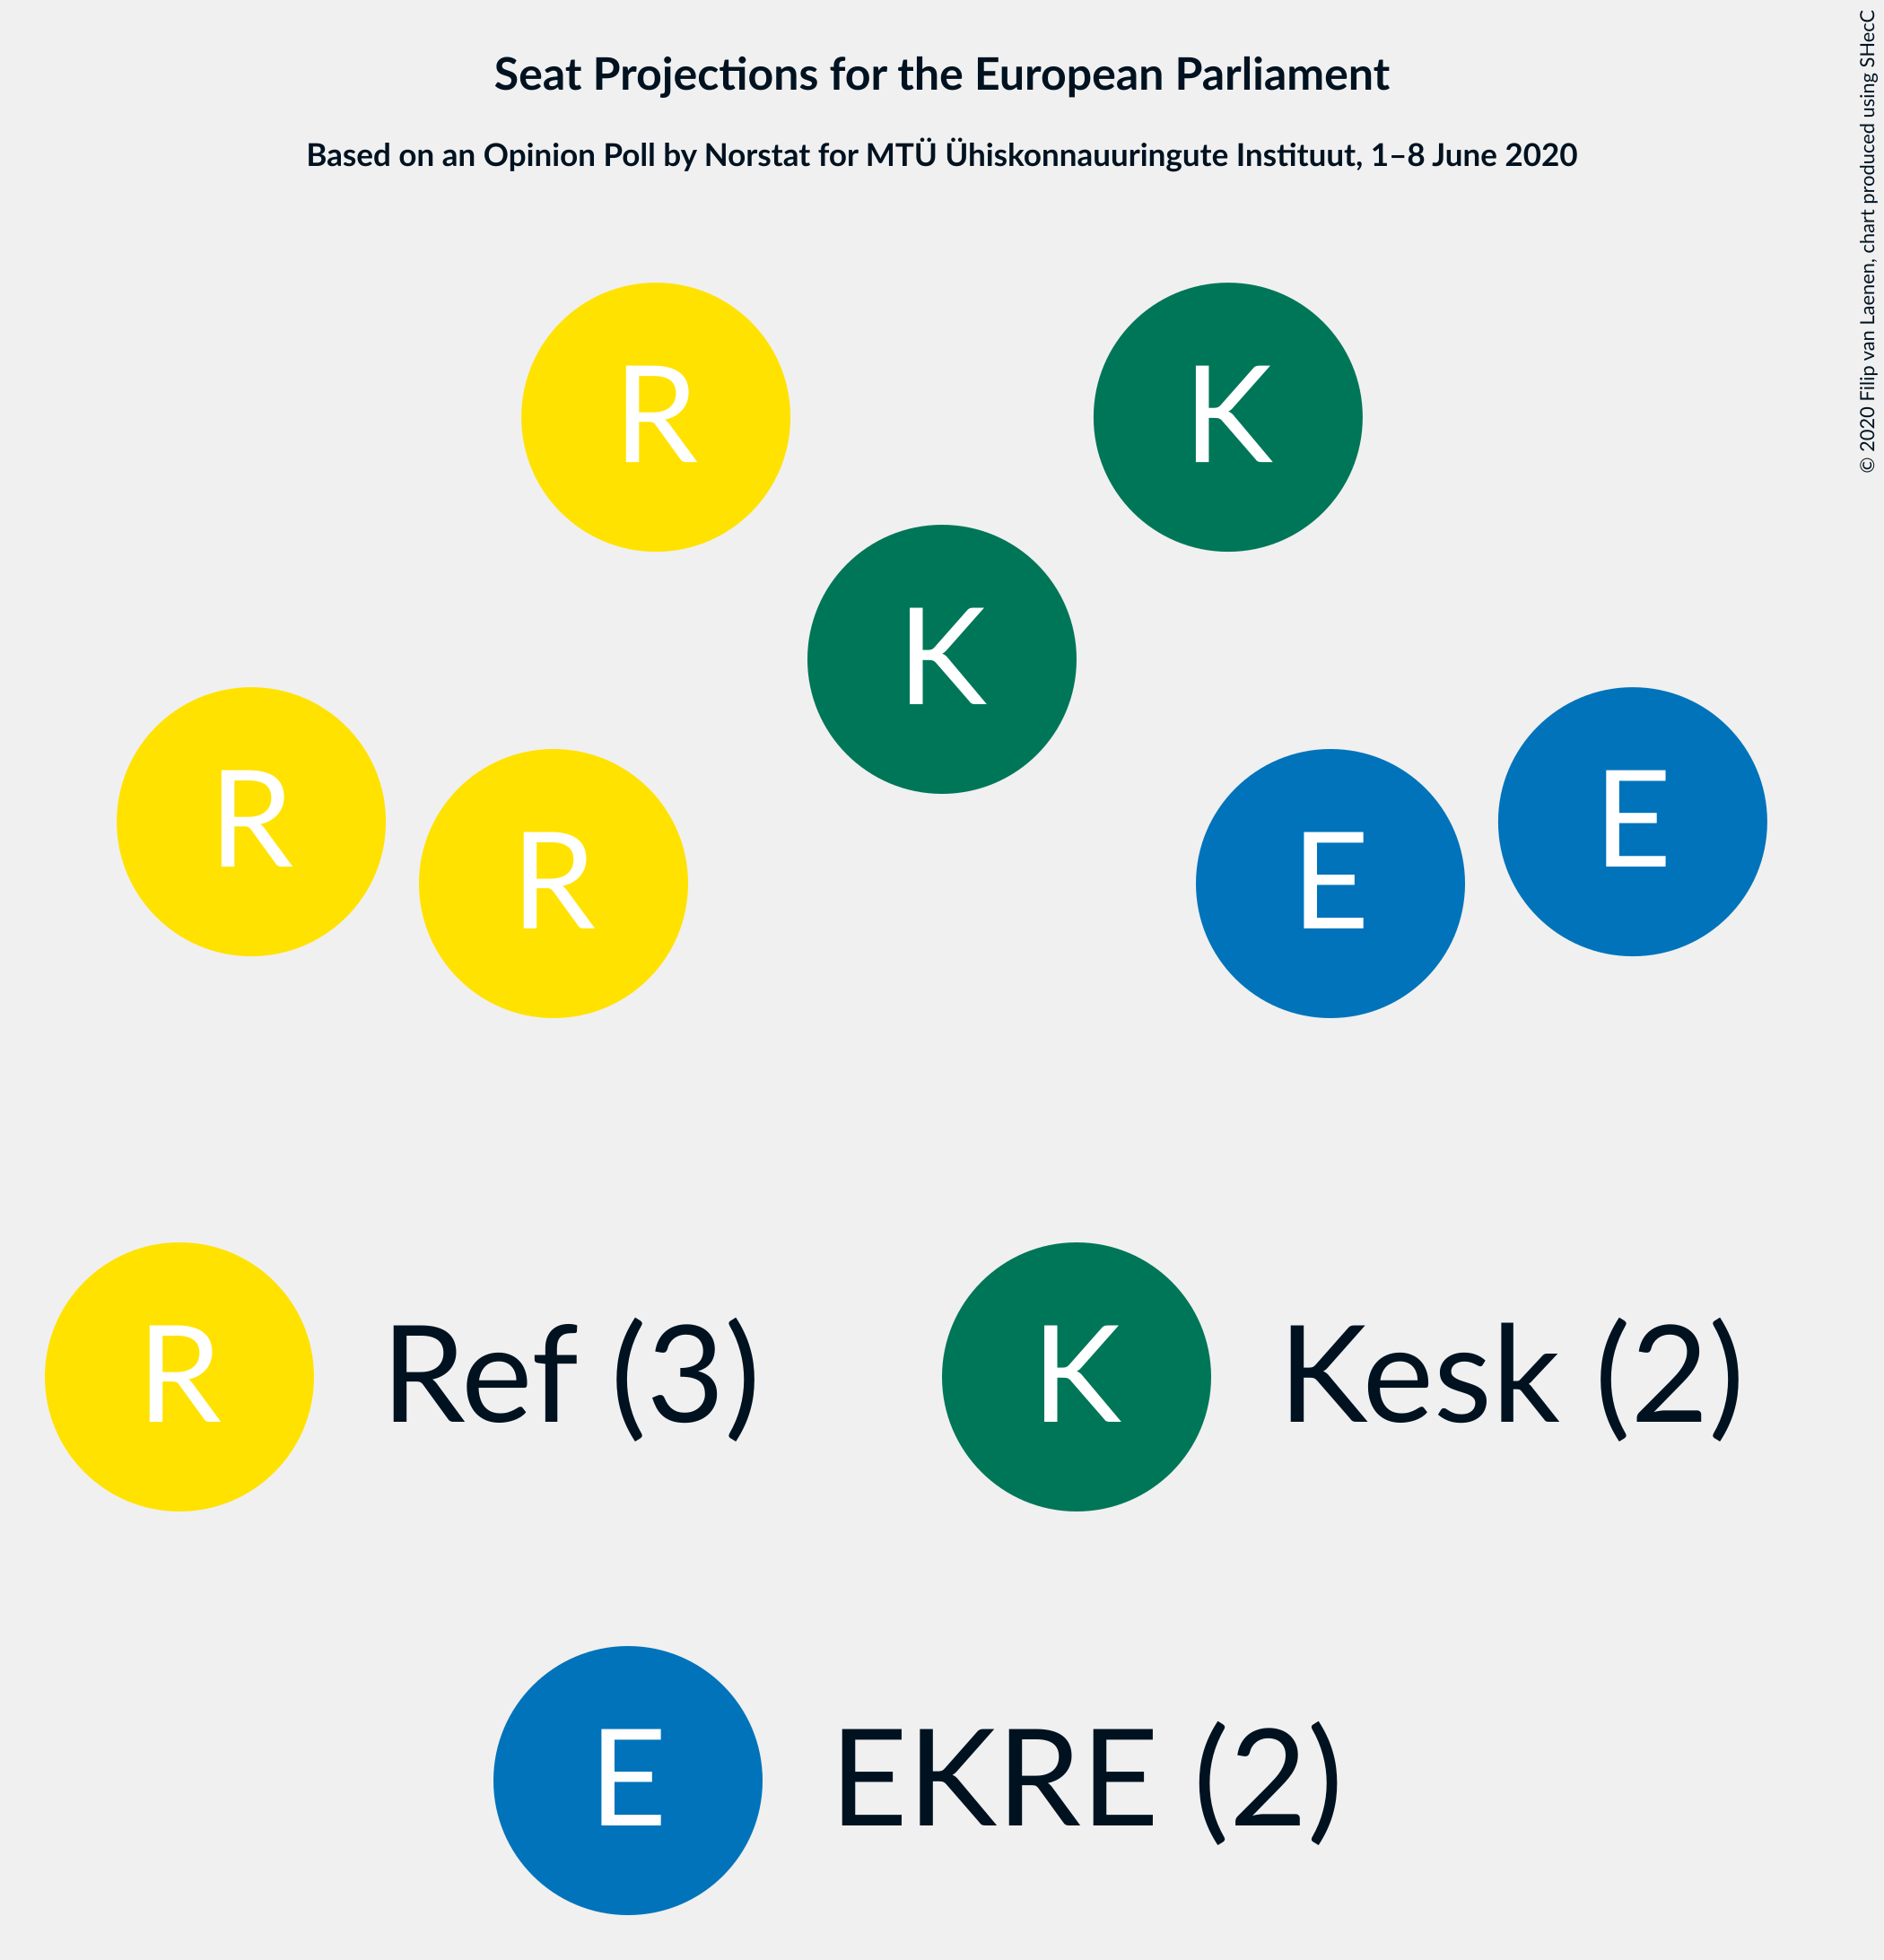 Seat Projections for the European Parliament
Based on an Opinion Poll by Norstat for MTÜ Ühiskonnauuringute Instituut, 1–8 June 2020
© 2020 Filip van Laenen, chart produced using SHecC
R
K
K
R
R
E
E
R Ref (3)
K Kesk (2)
E EKRE (2)